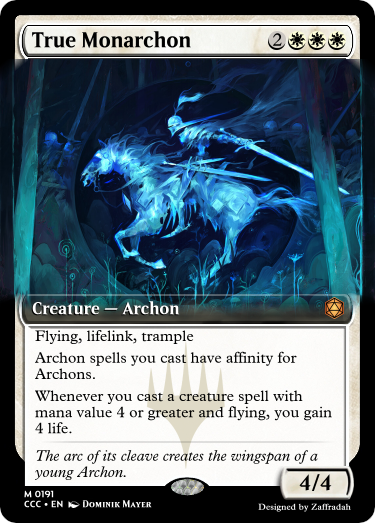 True Monarchon
2
Creature — Archon
Flying, lifelink, trample
Archon spells you cast have affinity for
Archons.
Whenever you cast a creature spell with
mana value 4 or greater and flying, you gain
4 life.
The arc of its cleave creates the wingspan of a
young Archon.
4/4
M 0191
CCC • EN Dominik Mayer
Designed by Zaffradah